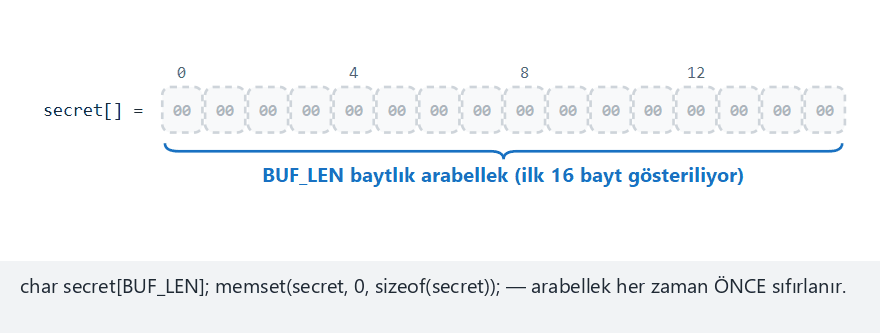 0 4 8 12
secret[] = 00 00 00 00 00 00 00 00 00 00 00 00 00 00 00 00
BUF_LEN baytlık arabellek (ilk 16 bayt gösteriliyor)
char secret[BUF_LEN]; memset(secret, 0, sizeof(secret)); — arabellek her zaman ÖNCE sıfırlanır.